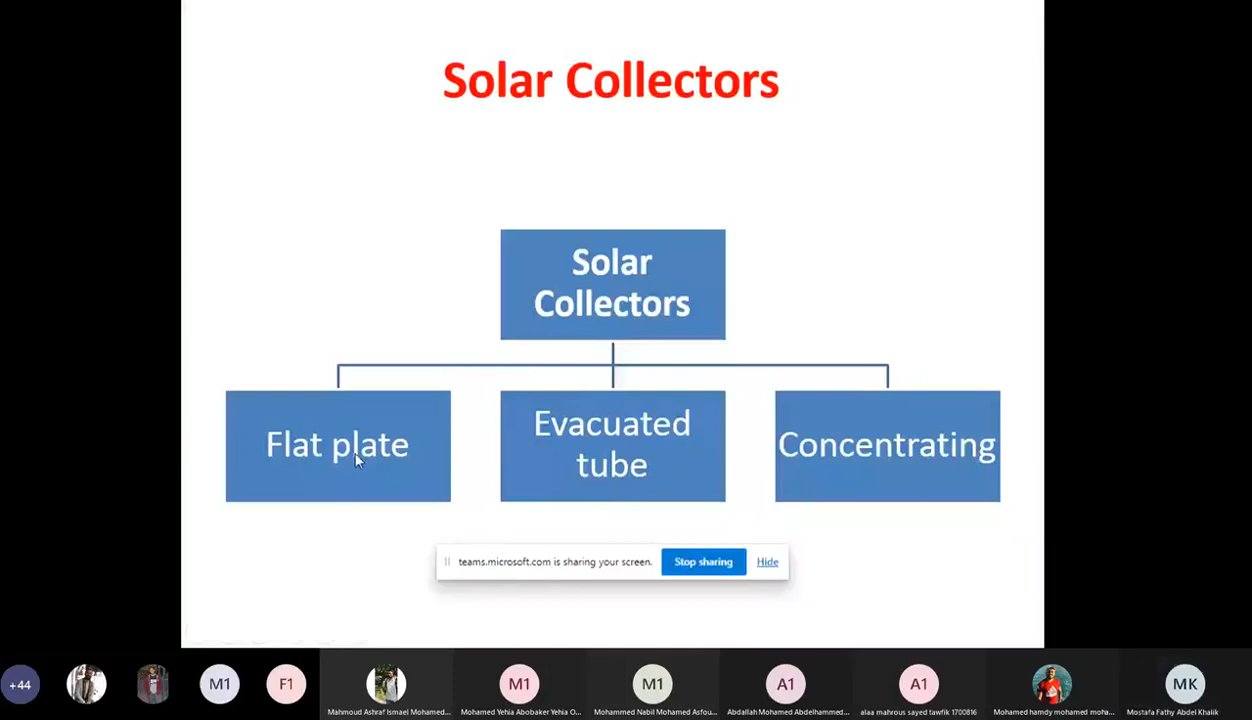 Solar Collectors
Solar
Collectors
Flat plate
Evacuated
tube
Concentrating
teams.microsoft.com is sharing your screen.
Stop sharing
Hide
+44
M1
F1
M1
M1
A1
A1
MK
Mahmoud Ashraf Ismael Mohamed...
Mohamed Yehia Abobaker Yehia O...
Mohammed Nabil Mohamed Asfou...
Abdallah Mohamed Abdelhammed...
alaa mahrous sayed tawfik 1700816
Mohamed hamdy mohamed moha...
Mostafa Fathy Abdel Khalik